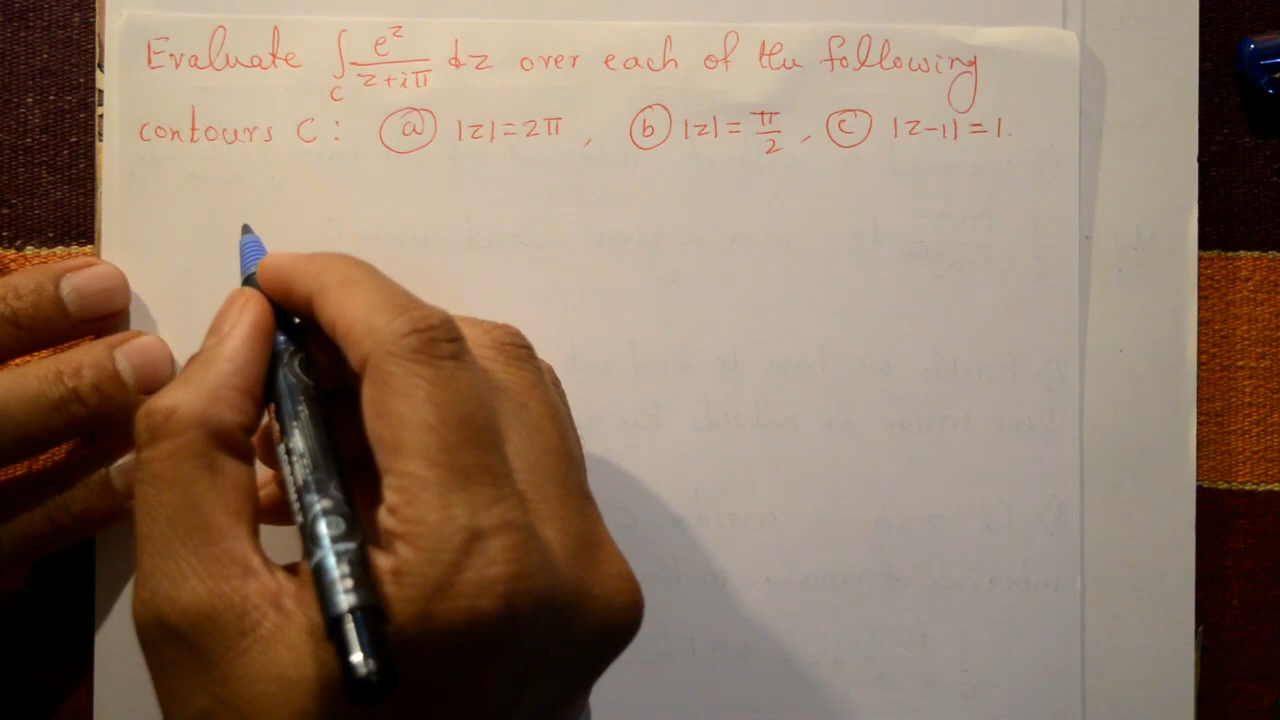 Evaluate ∫_C e^z/(z+iπ) dz over each of the following
contours C: (a) |z|=2π, (b) |z|=π/2, (c) |z-1|=1.